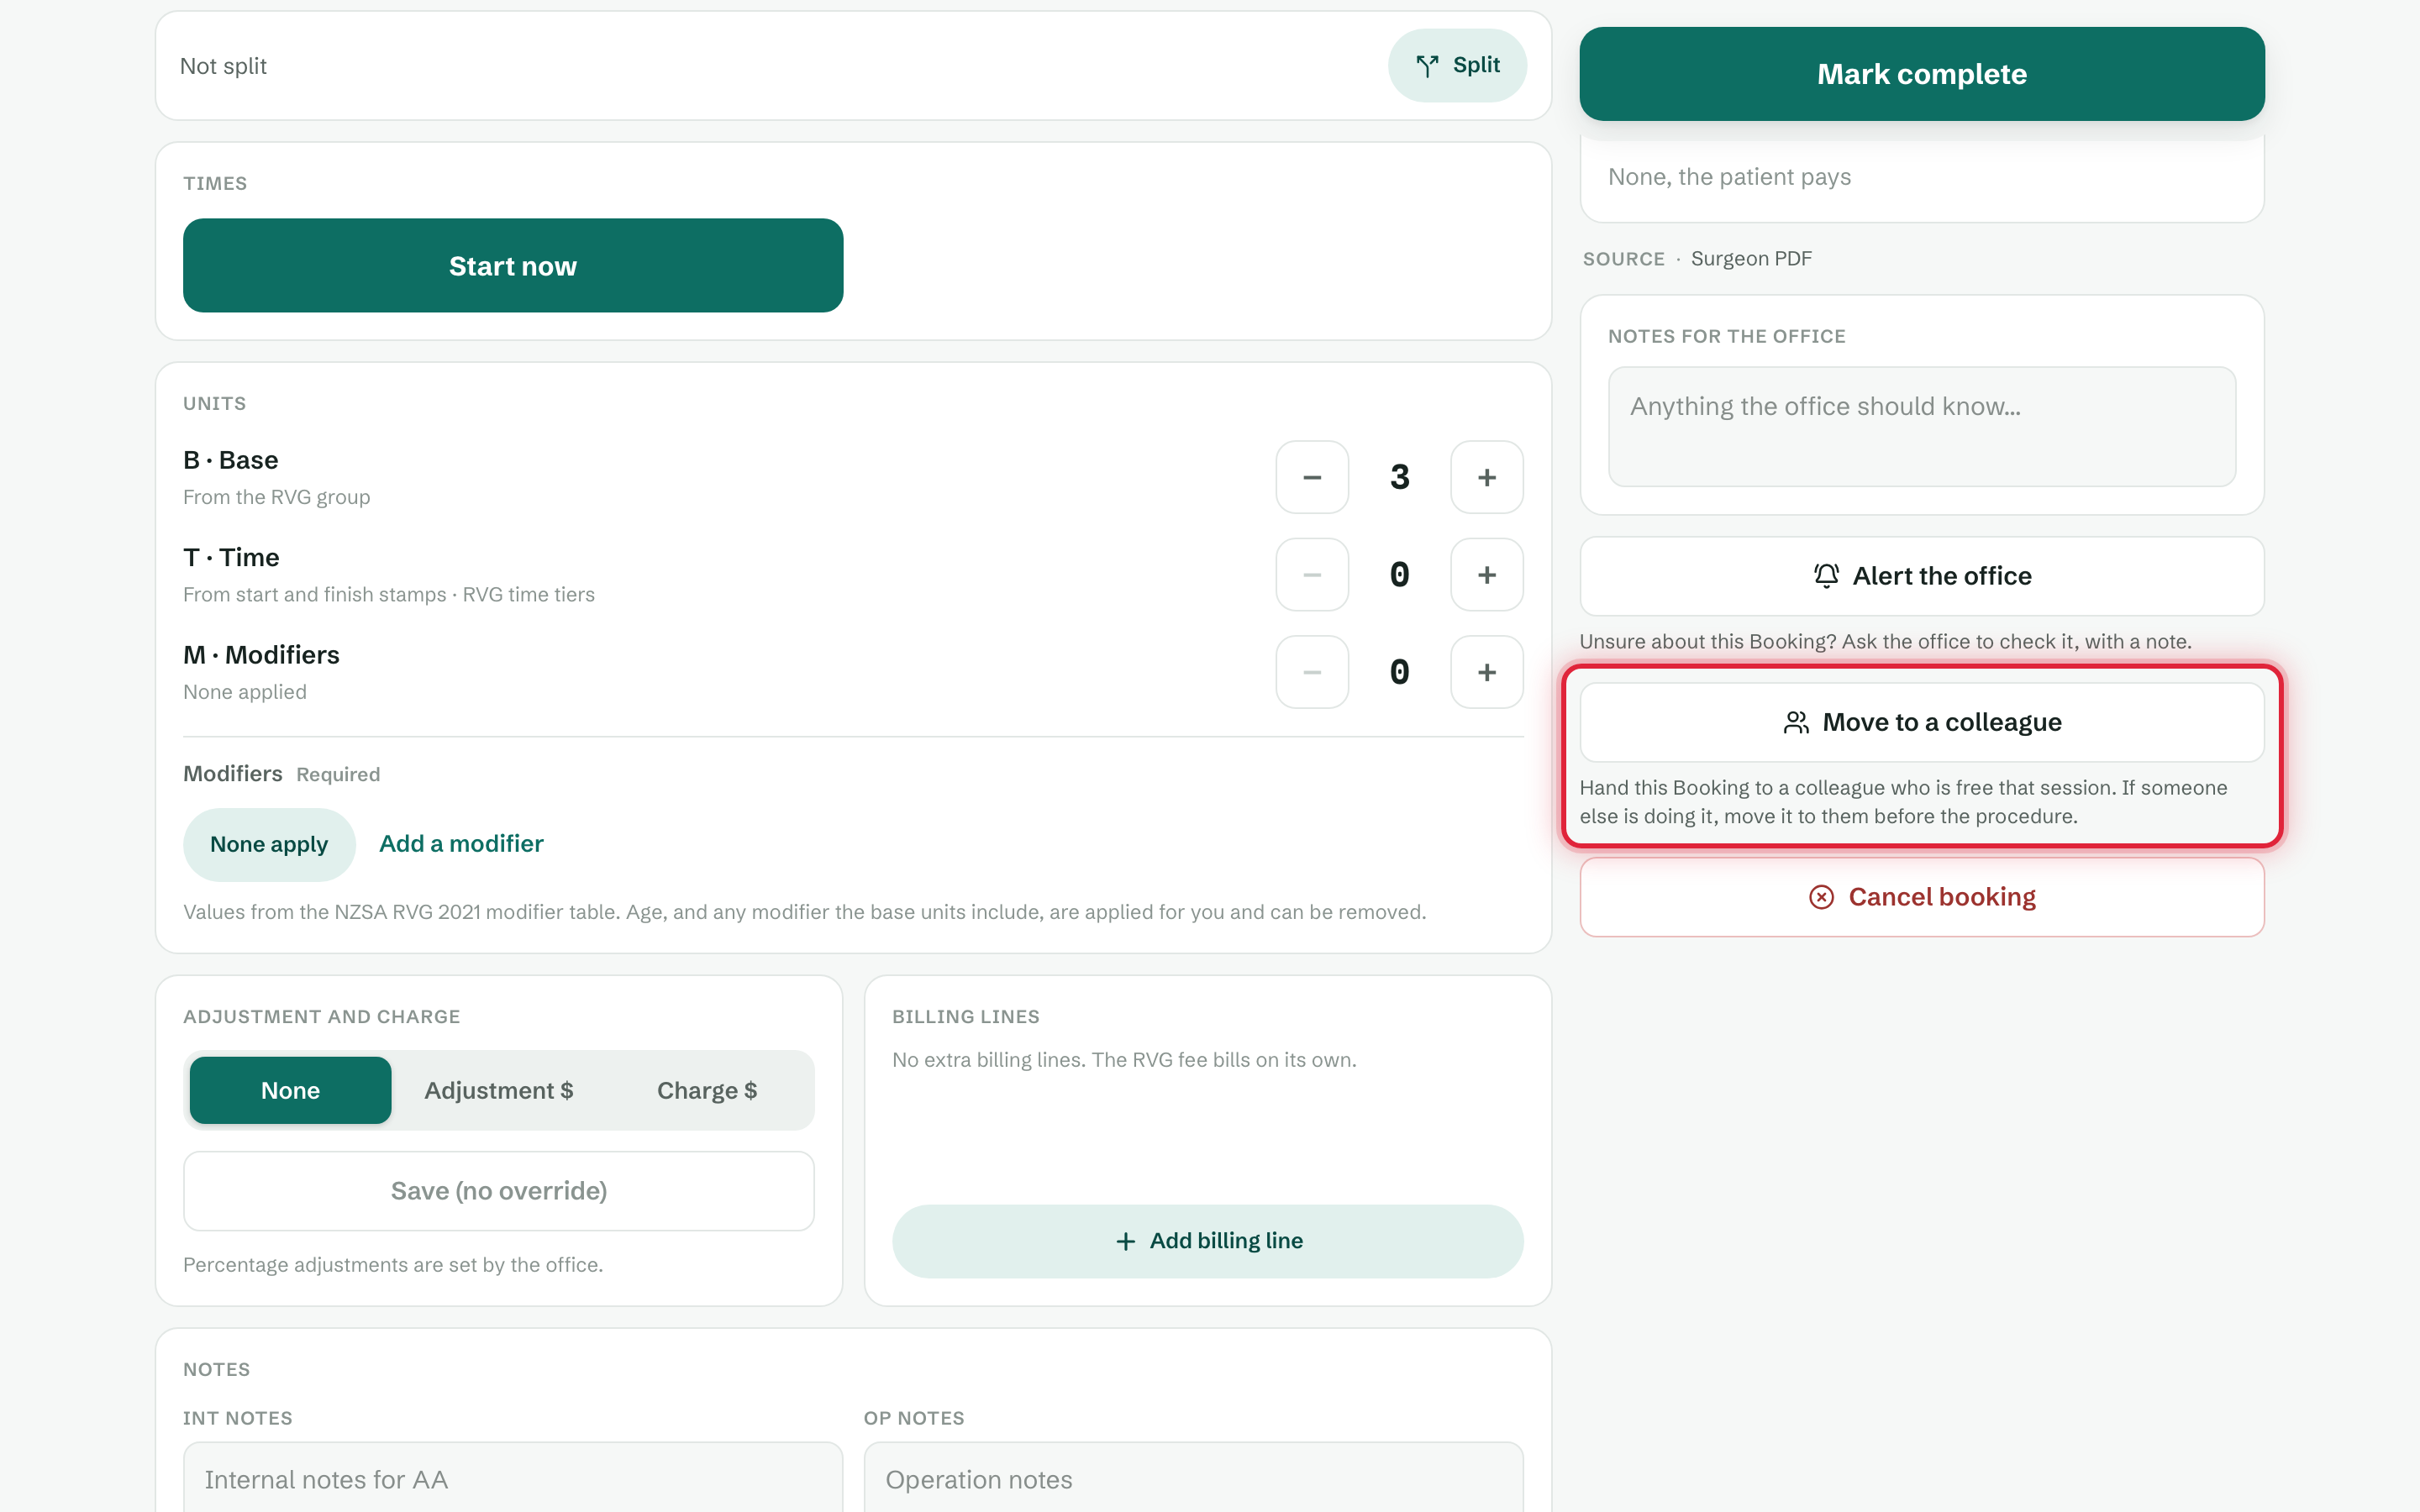 Not split
Split
TIMES
Start now
UNITS
B · Base
From the RVG group
− 3 +
T · Time
From start and finish stamps · RVG time tiers
− 0 +
M · Modifiers
None applied
− 0 +
Modifiers Required
None apply Add a modifier
Values from the NZSA RVG 2021 modifier table. Age, and any modifier the base units include, are applied for you and can be removed.
ADJUSTMENT AND CHARGE
None Adjustment $ Charge $
Save (no override)
Percentage adjustments are set by the office.
BILLING LINES
No extra billing lines. The RVG fee bills on its own.
+ Add billing line
NOTES
INT NOTES
Internal notes for AA
OP NOTES
Operation notes
Mark complete
None, the patient pays
SOURCE · Surgeon PDF
NOTES FOR THE OFFICE
Anything the office should know...
Alert the office
Unsure about this Booking? Ask the office to check it, with a note.
Move to a colleague
Hand this Booking to a colleague who is free that session. If someone
else is doing it, move it to them before the procedure.
Cancel booking